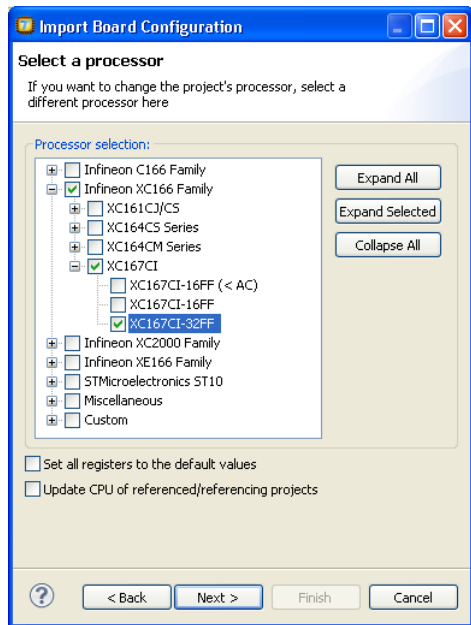 Import Board Configuration
Select a processor
If you want to change the project's processor, select a
different processor here
Processor selection:
Infineon C166 Family
Infineon XC166 Family
XC161CJ/CS
XC164CS Series
XC164CM Series
XC167CI
XC167CI-16FF (< AC)
XC167CI-16FF
XC167CI-32FF
Infineon XC2000 Family
Infineon XE166 Family
STMicroelectronics ST10
Miscellaneous
Custom
Expand All
Expand Selected
Collapse All
Set all registers to the default values
Update CPU of referenced/referencing projects
?
< Back
Next >
Finish
Cancel